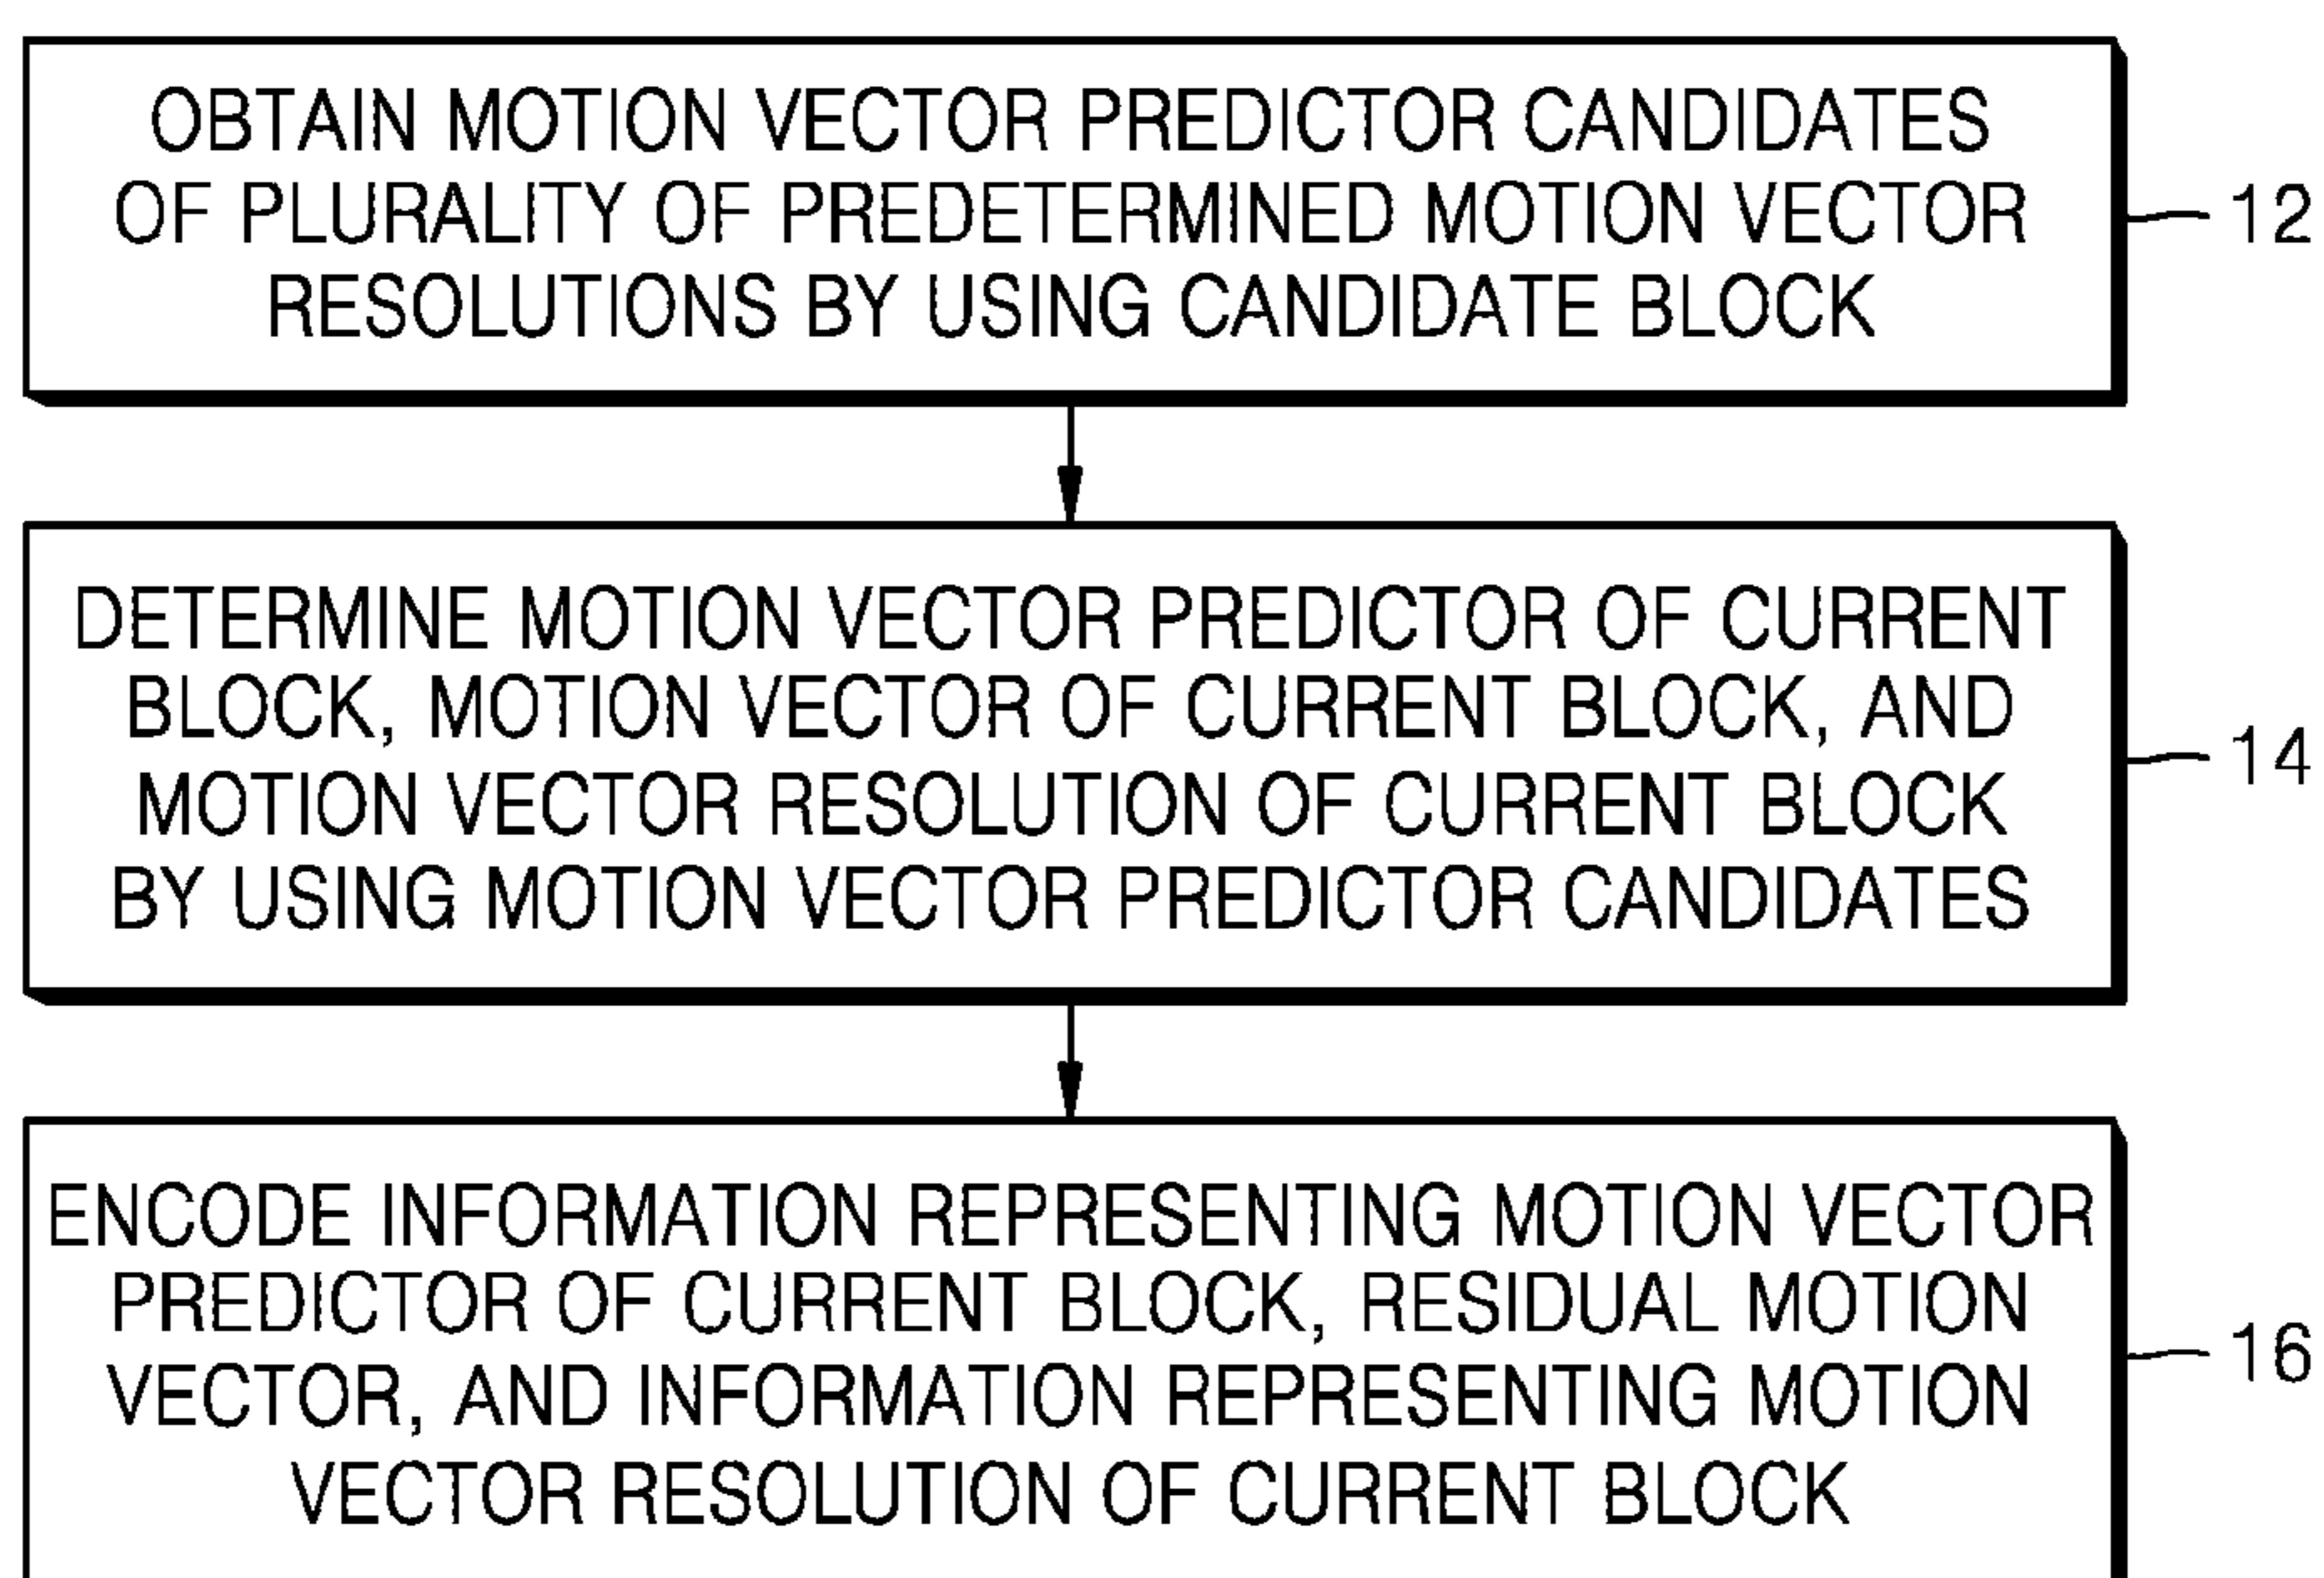 OBTAIN MOTION VECTOR PREDICTOR CANDIDATES
OF PLURALITY OF PREDETERMINED MOTION VECTOR
RESOLUTIONS BY USING CANDIDATE BLOCK
12
DETERMINE MOTION VECTOR PREDICTOR OF CURRENT
BLOCK, MOTION VECTOR OF CURRENT BLOCK, AND
MOTION VECTOR RESOLUTION OF CURRENT BLOCK
BY USING MOTION VECTOR PREDICTOR CANDIDATES
14
ENCODE INFORMATION REPRESENTING MOTION VECTOR
PREDICTOR OF CURRENT BLOCK, RESIDUAL MOTION
VECTOR, AND INFORMATION REPRESENTING MOTION
VECTOR RESOLUTION OF CURRENT BLOCK
16